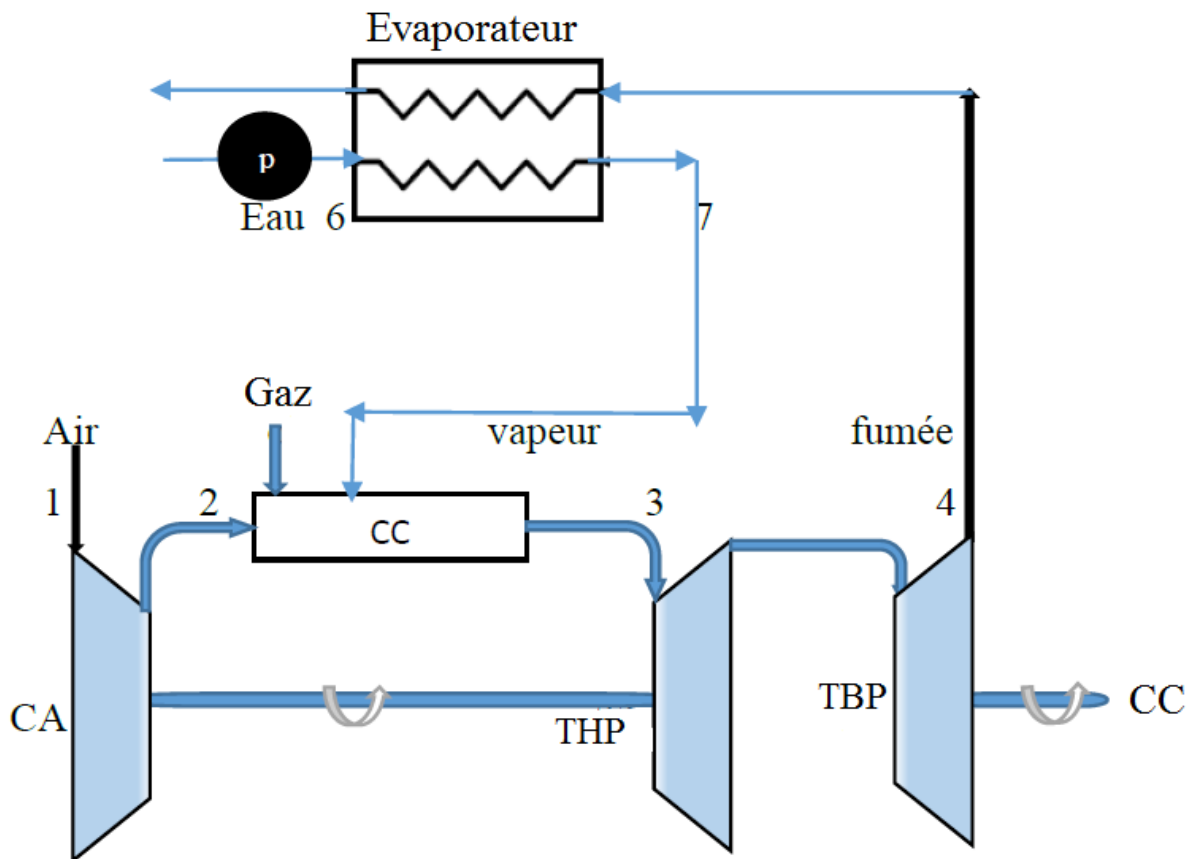 Evaporateur
p
Eau 6
7
Gaz
Air
vapeur
fumée
1
2
CC
3
4
CA
THP
TBP
CC